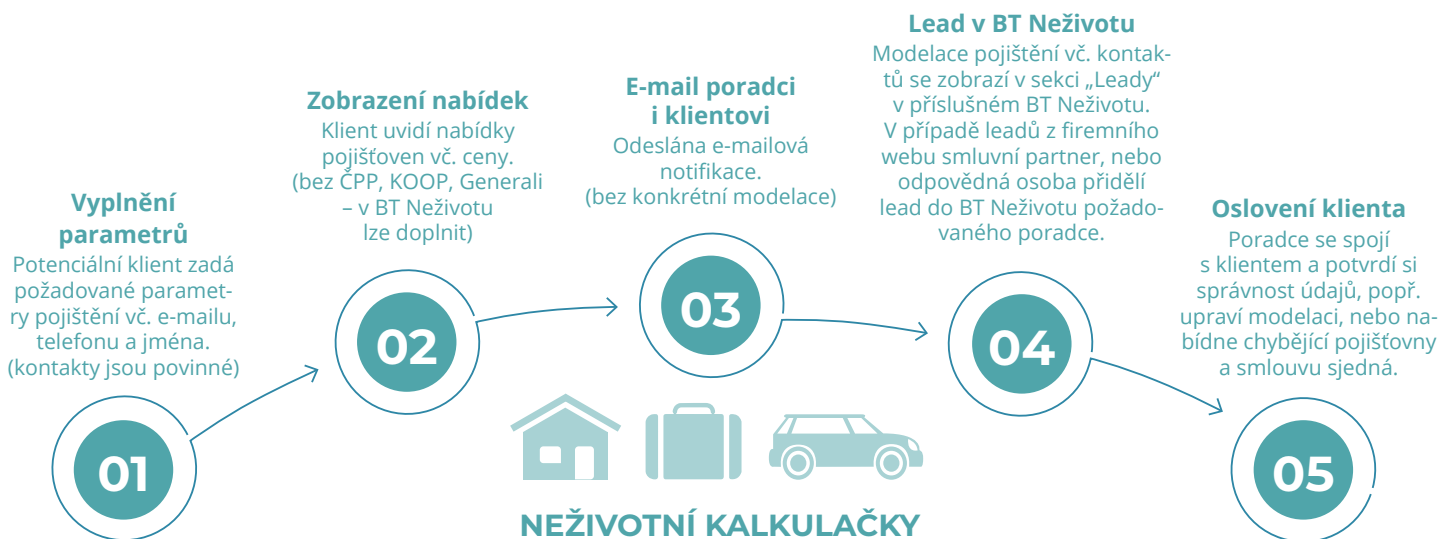 Vyplnění
parametrů
Potenciální klient zadá
požadované paramet-
ry pojištění vč. e-mailu,
telefonu a jména.
(kontakty jsou povinné)
01
Zobrazení nabídek
Klient uvidí nabídky
pojišťoven vč. ceny.
(bez ČPP, KOOP, Generali
– v BT Neživotu
lze doplnit)
02
E-mail poradci
i klientovi
Odeslána e-mailová
notifikace.
(bez konkrétní modelace)
03
Lead v BT Neživotu
Modelace pojištění vč. kontak-
tů se zobrazí v sekci „Leady“
v příslušném BT Neživotu.
V případě leadů z firemního
webu smluvní partner, nebo
odpovědná osoba přidělí
lead do BT Neživotu požado-
vaného poradce.
04
Oslovení klienta
Poradce se spojí
s klientem a potvrdí si
správnost údajů, popř.
upraví modelaci, nebo na-
bídne chybějící pojišťovny
a smlouvu sjedná.
05
NEŽIVOTNÍ KALKULAČKY